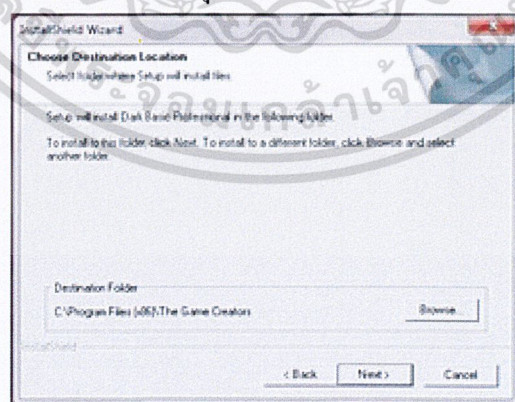 InstallShield Wizard
Choose Destination Location
Select folder where Setup will install files
Setup will install Dark Basic Professional in the following folder.
To install to this folder, click Next. To install to a different folder, click Browse and select
another folder.
Destination Folder
C:\Program Files (x86)\The Game Creators
Browse...
InstallShield
< Back
Next >
Cancel